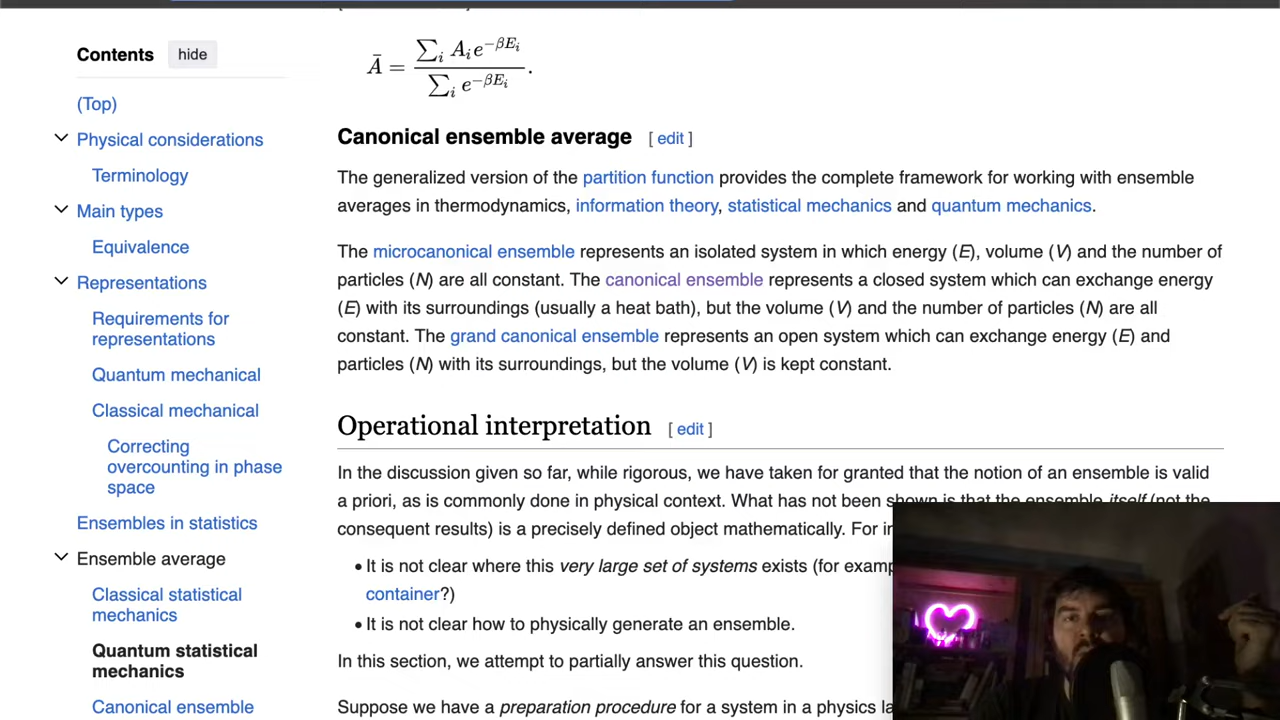 Contents hide
(Top)
Physical considerations
Terminology
Main types
Equivalence
Representations
Requirements for
representations
Quantum mechanical
Classical mechanical
Correcting
overcounting in phase
space
Ensembles in statistics
Ensemble average
Classical statistical
mechanics
Quantum statistical
mechanics
Canonical ensemble
Ā = ∑ᵢ Aᵢe^{−βEᵢ} / ∑ᵢ e^{−βEᵢ} .
Canonical ensemble average [ edit ]
The generalized version of the partition function provides the complete framework for working with ensemble
averages in thermodynamics, information theory, statistical mechanics and quantum mechanics.
The microcanonical ensemble represents an isolated system in which energy (E), volume (V) and the number of
particles (N) are all constant. The canonical ensemble represents a closed system which can exchange energy
(E) with its surroundings (usually a heat bath), but the volume (V) and the number of particles (N) are all
constant. The grand canonical ensemble represents an open system which can exchange energy (E) and
particles (N) with its surroundings, but the volume (V) is kept constant.
Operational interpretation [ edit ]
In the discussion given so far, while rigorous, we have taken for granted that the notion of an ensemble is valid
a priori, as is commonly done in physical context. What has not been shown is that the ensemble itself (not the
consequent results) is a precisely defined object mathematically. For
• It is not clear where this very large set of systems exists (for
container?)
• It is not clear how to physically generate an ensemble.
In this section, we attempt to partially answer this question.
Suppose we have a preparation procedure for a system in a physics